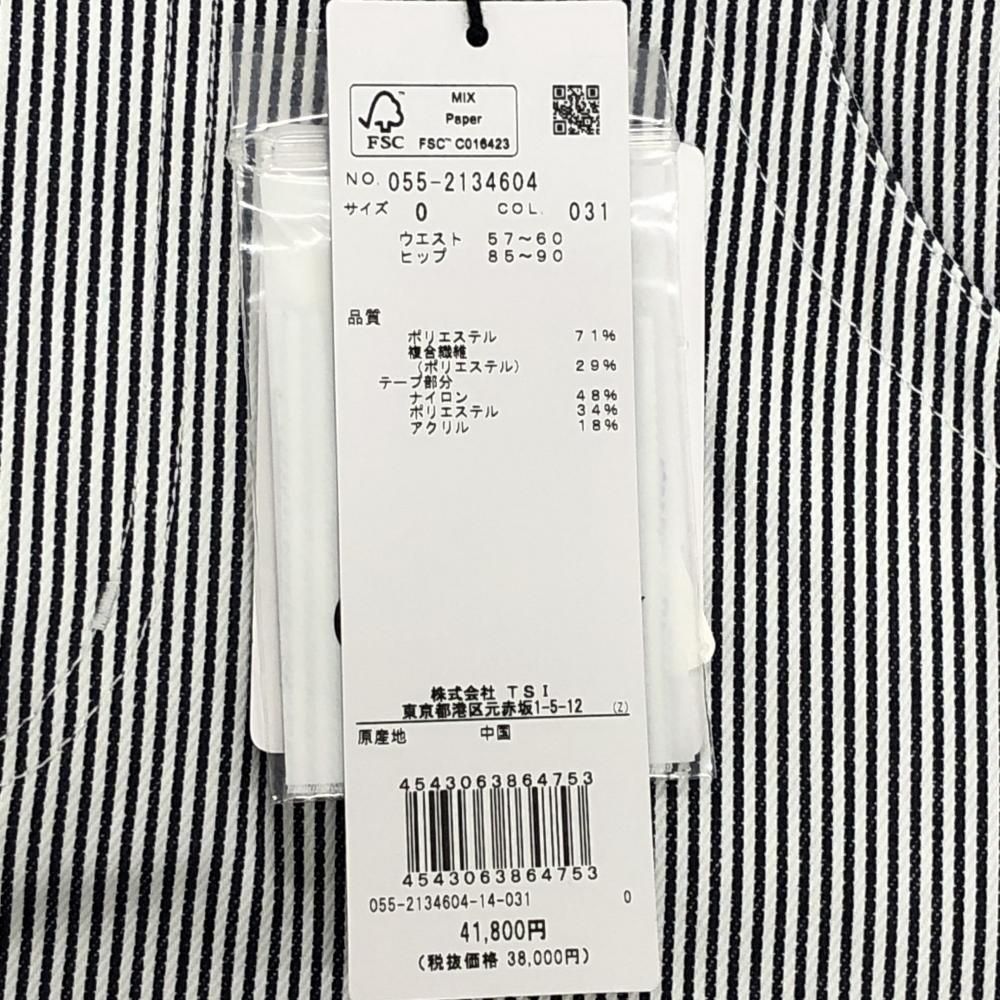 MIX
Paper
FSC™ C016423
FSC
NO. 055-2134604
サイズ 0 COL. 031
ウエスト 57〜60
ヒップ 85〜90
品質
ポリエステル 71%
複合繊維
(ポリエステル) 29%
テープ部分
ナイロン 48%
ポリエステル 34%
アクリル 18%
株式会社 TSI
東京都港区元赤坂1-5-12 (Z)
原産地 中国
4543063864753
4543063864753
055-2134604-14-031 0
41,800円
(税抜価格 38,000円)